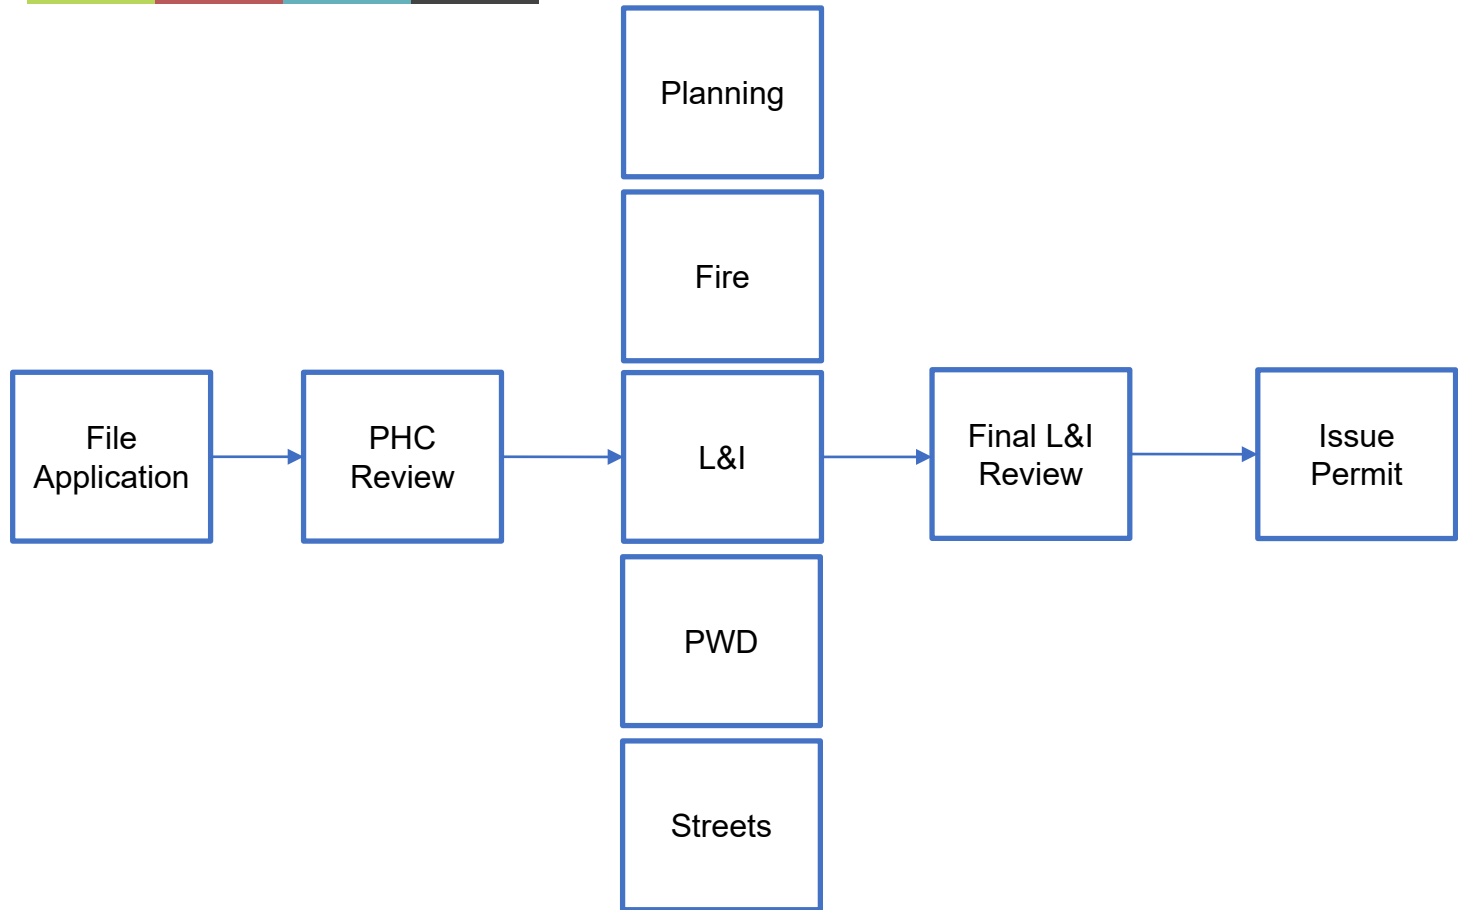 Planning
Fire
File
Application
PHC
Review
L&I
Final L&I
Review
Issue
Permit
PWD
Streets